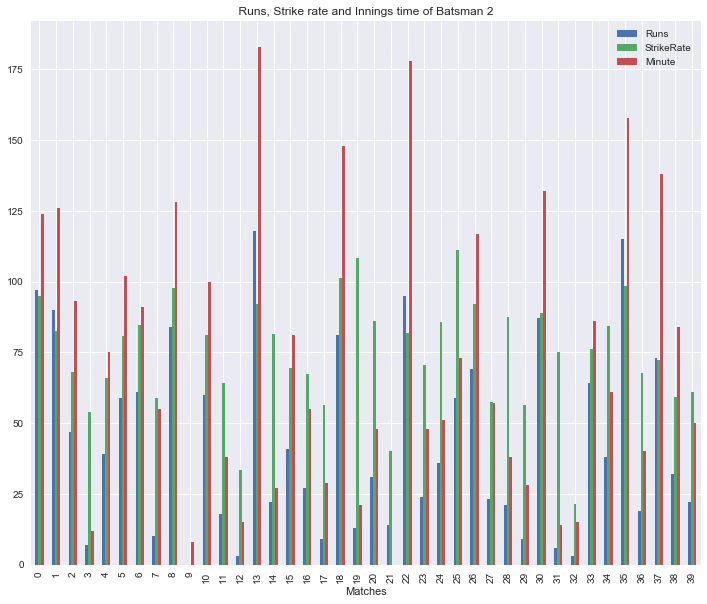 Runs, Strike rate and Innings time of Batsman 2
Runs
StrikeRate
Minute
175
150
125
100
75
50
25
0
0 1 2 3 4 5 6 7 8 9 10 11 12 13 14 15 16 17 18 19 20 21 22 23 24 25 26 27 28 29 30 31 32 33 34 35 36 37 38 39
Matches